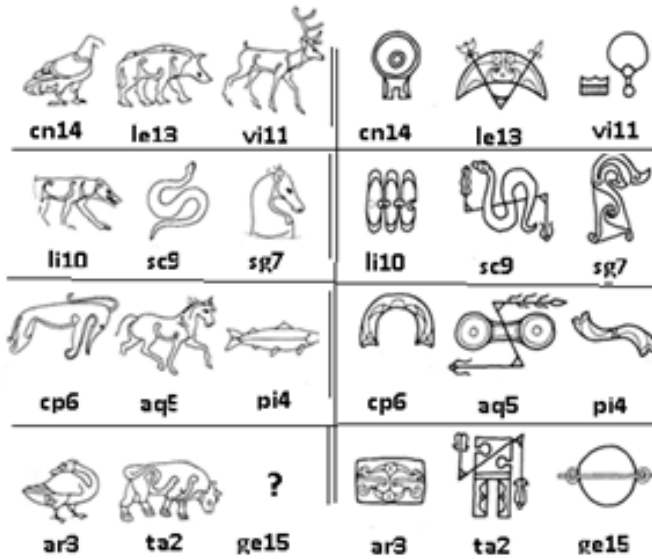 cn14 le13 vi11 cn14 le13 vi11
li10 sc9 sg7 li10 sc9 sg7
cp6 aq5 pi4 cp6 aq5 pi4
?
ar3 ta2 ge15 ar3 ta2 ge15